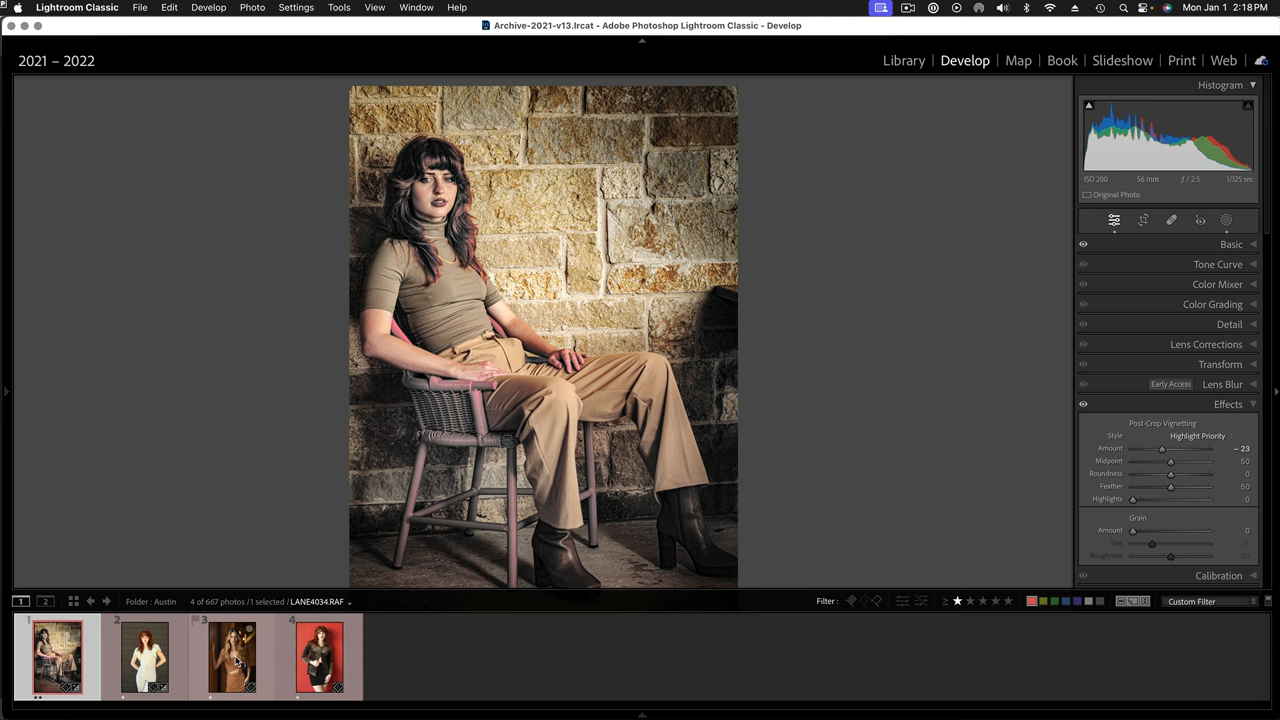 Lightroom Classic File Edit Develop Photo Settings Tools View Window Help Mon Jan 1 2:18 PM
Archive-2021-v13.lrcat - Adobe Photoshop Lightroom Classic - Develop
2021 – 2022 Library | Develop | Map | Book | Slideshow | Print | Web
Histogram
ISO 200 56 mm ƒ / 2.5 1/125 sec
Original Photo
Basic
Tone Curve
Color Mixer
Color Grading
Detail
Lens Corrections
Transform
Early Access Lens Blur
Effects
Post-Crop Vignetting
Style Highlight Priority
Amount – 23
Midpoint 50
Roundness 0
Feather 50
Highlights 0
Grain
Amount 0
Size 25
Roughness
Calibration
1 2 Folder : Austin 4 of 667 photos / 1 selected / LANE4034.RAF Filter : ≥ Custom Filter
1 2 3 4